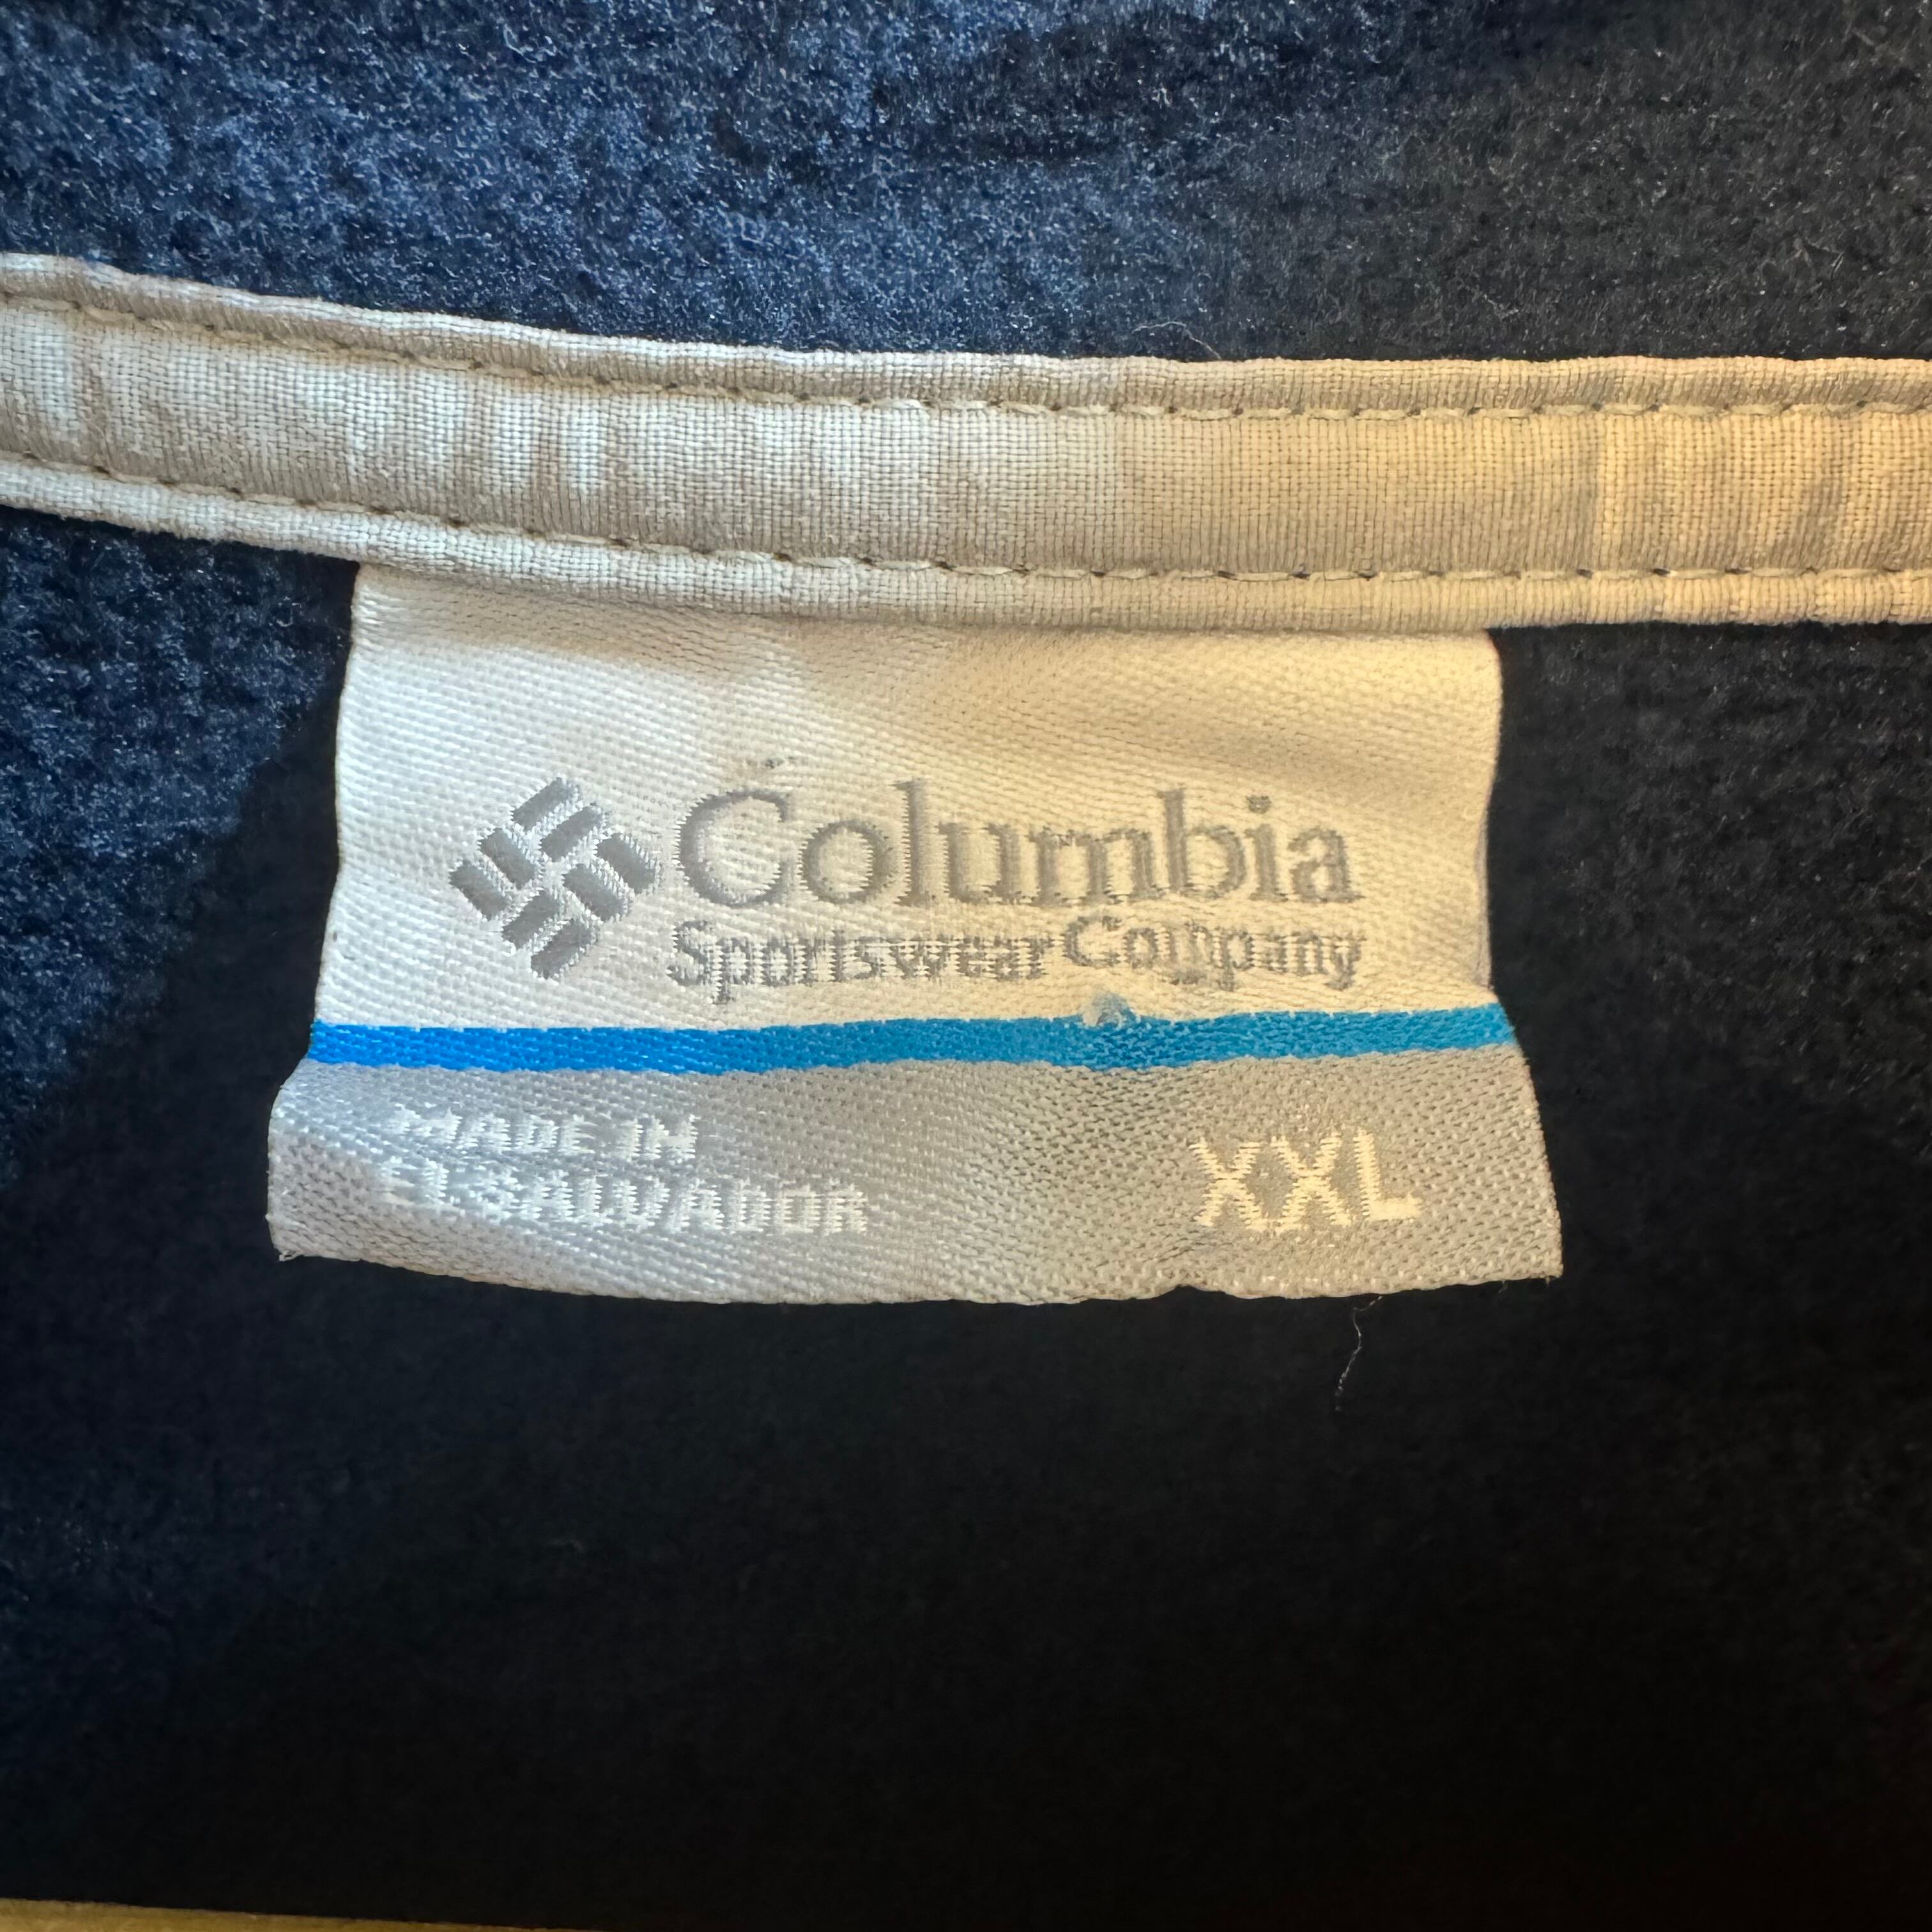 Columbia
Sportswear Company
MADE IN
EL SALVADOR
XXL